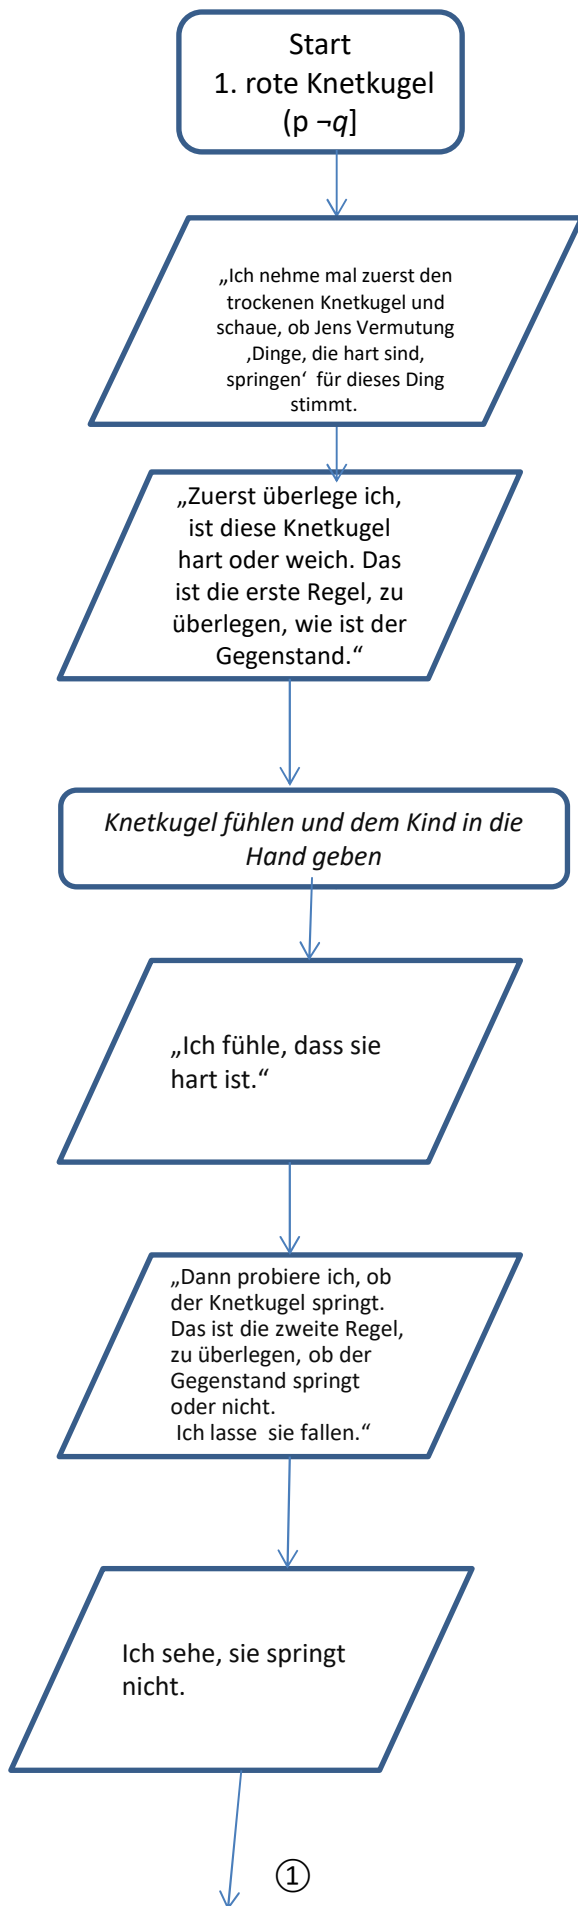 Start
1. rote Knetkugel
(p ¬q]
„Ich nehme mal zuerst den
trockenen Knetkugel und
schaue, ob Jens Vermutung
‚Dinge, die hart sind,
springen‘ für dieses Ding
stimmt.
„Zuerst überlege ich,
ist diese Knetkugel
hart oder weich. Das
ist die erste Regel, zu
überlegen, wie ist der
Gegenstand.“
Knetkugel fühlen und dem Kind in die
Hand geben
„Ich fühle, dass sie
hart ist.“
„Dann probiere ich, ob
der Knetkugel springt.
Das ist die zweite Regel,
zu überlegen, ob der
Gegenstand springt
oder nicht.
Ich lasse sie fallen.“
Ich sehe, sie springt
nicht.
①